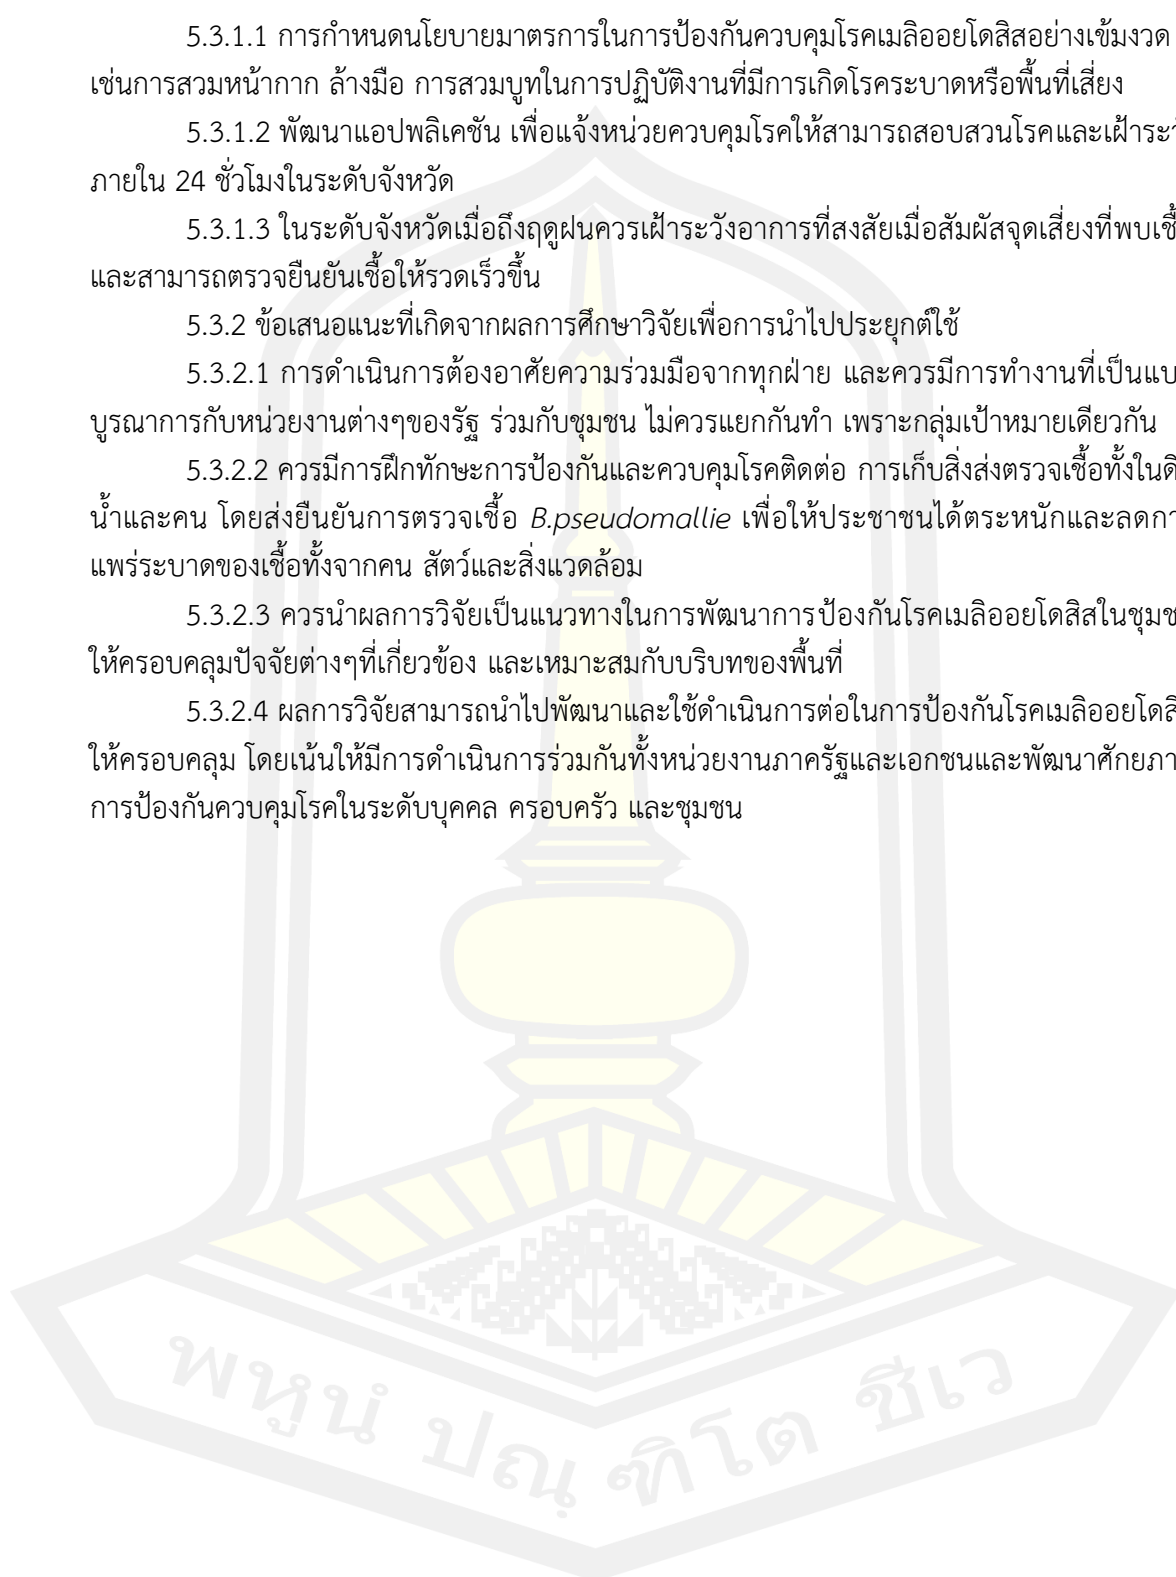 5.3.1.1 การกำหนดนโยบายมาตรการในการป้องกันควบคุมโรคเมลิออยโดสิสอย่างเข้มงวด
เช่นการสวมหน้ากาก ล้างมือ การสวมบูทในการปฏิบัติงานที่มีการเกิดโรคระบาดหรือพื้นที่เสี่ยง
5.3.1.2 พัฒนาแอปพลิเคชัน เพื่อแจ้งหน่วยควบคุมโรคให้สามารถสอบสวนโรคและเฝ้าระ
ภายใน 24 ชั่วโมงในระดับจังหวัด
5.3.1.3 ในระดับจังหวัดเมื่อถึงฤดูฝนควรเฝ้าระวังอาการที่สงสัยเมื่อสัมผัสจุดเสี่ยงที่พบเชื้
และสามารถตรวจยืนยันเชื้อให้รวดเร็วขึ้น
5.3.2 ข้อเสนอแนะที่เกิดจากผลการศึกษาวิจัยเพื่อการนำไปประยุกต์ใช้
5.3.2.1 การดำเนินการต้องอาศัยความร่วมมือจากทุกฝ่าย และควรมีการทำงานที่เป็นแบ
บูรณาการกับหน่วยงานต่างๆของรัฐ ร่วมกับชุมชน ไม่ควรแยกกันทำ เพราะกลุ่มเป้าหมายเดียวกัน
5.3.2.2 ควรมีการฝึกทักษะการป้องกันและควบคุมโรคติดต่อ การเก็บสิ่งส่งตรวจเชื้อทั้งในดิ
น้ำและคน โดยส่งยืนยันการตรวจเชื้อ B.pseudomallie เพื่อให้ประชาชนได้ตระหนักและลดกา
แพร่ระบาดของเชื้อทั้งจากคน สัตว์และสิ่งแวดล้อม
5.3.2.3 ควรนำผลการวิจัยเป็นแนวทางในการพัฒนาการป้องกันโรคเมลิออยโดสิสในชุมช
ให้ครอบคลุมปัจจัยต่างๆที่เกี่ยวข้อง และเหมาะสมกับบริบทของพื้นที่
5.3.2.4 ผลการวิจัยสามารถนำไปพัฒนาและใช้ดำเนินการต่อในการป้องกันโรคเมลิออยโดสิ
ให้ครอบคลุม โดยเน้นให้มีการดำเนินการร่วมกันทั้งหน่วยงานภาครัฐและเอกชนและพัฒนาศักยภา
การป้องกันควบคุมโรคในระดับบุคคล ครอบครัว และชุมชน
พหูนํ ปณฺฑิโต ชีเว